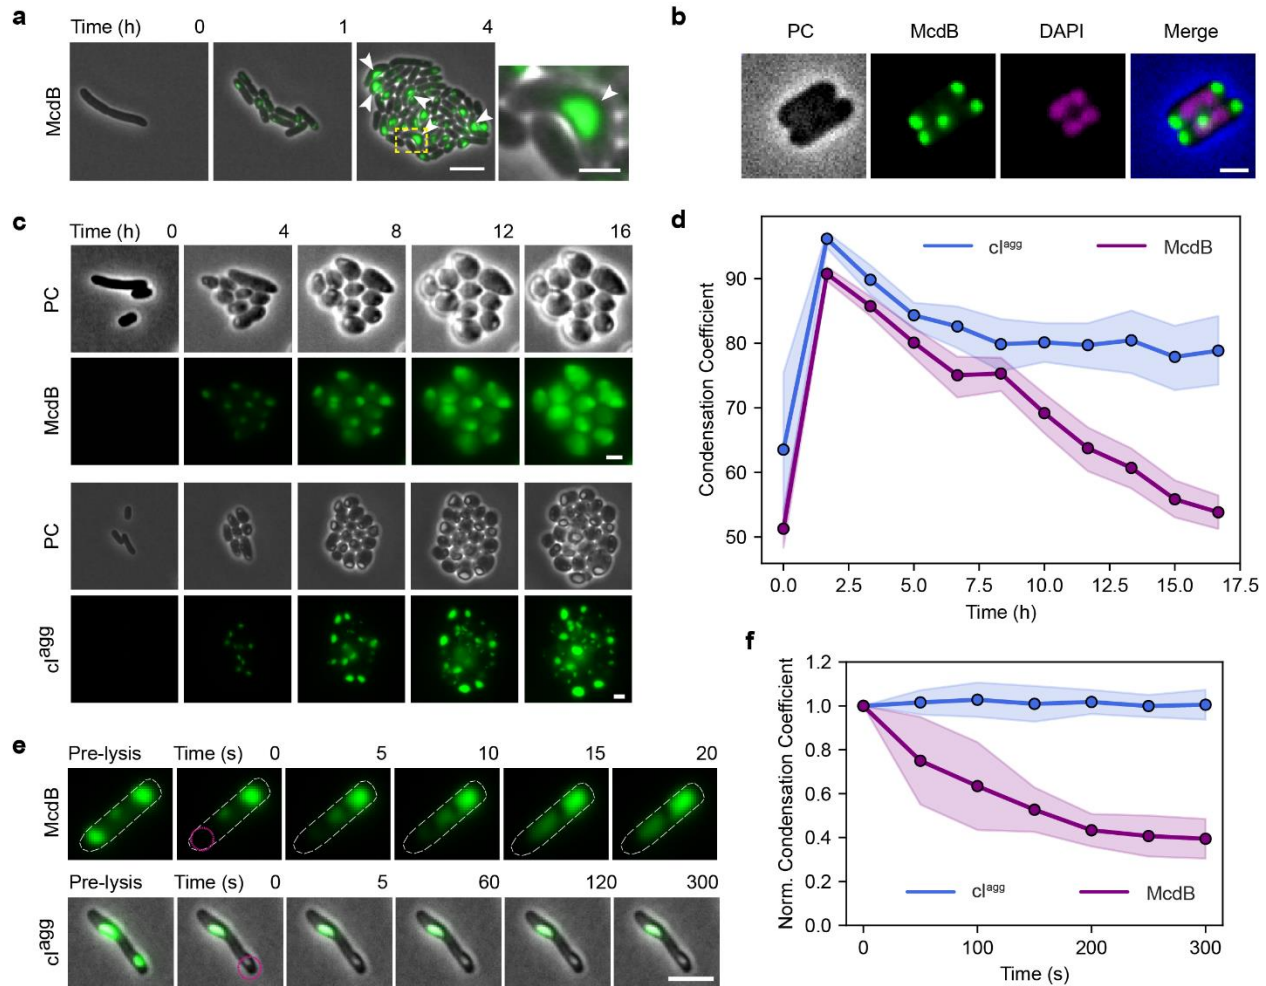 a
Time (h) 0 1 4
McdB
b
PC McdB DAPI Merge
c
Time (h) 0 4 8 12 16
PC
McdB
PC
cI^agg
d
cI^agg McdB
90
80
70
60
50
Condensation Coefficient
0.0 2.5 5.0 7.5 10.0 12.5 15.0 17.5
Time (h)
e
Pre-lysis Time (s) 0 5 10 15 20
McdB
Pre-lysis Time (s) 0 5 60 120 300
cI^agg
f
1.2
1.0
0.8
0.6
0.4
0.2
0.0
Norm. Condensation Coefficient
cI^agg McdB
0 100 200 300
Time (s)